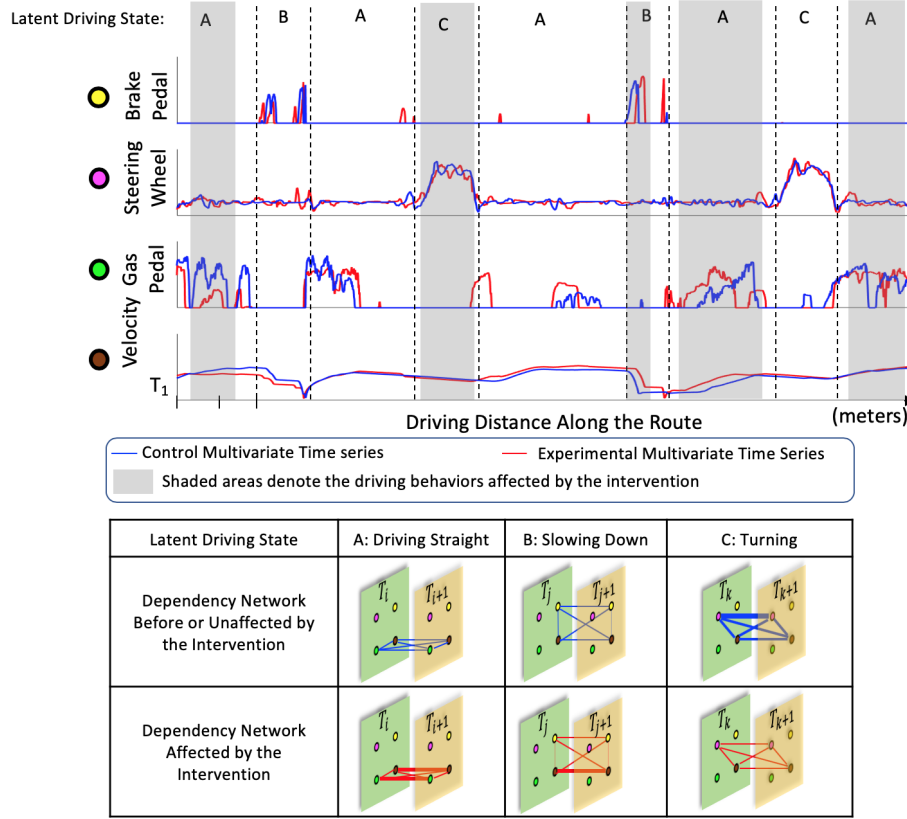 Latent Driving State: A B A C A B A C A
Brake Pedal
Steering Wheel
Gas Pedal
Velocity
T1
Driving Distance Along the Route (meters)
Control Multivariate Time series Experimental Multivariate Time Series
Shaded areas denote the driving behaviors affected by the intervention
Latent Driving State A: Driving Straight B: Slowing Down C: Turning
Dependency Network
Before or Unaffected by
the Intervention
Ti Ti+1 Tj Tj+1 Tk Tk+1
Dependency Network
Affected by the
Intervention
Ti Ti+1 Tj Tj+1 Tk Tk+1